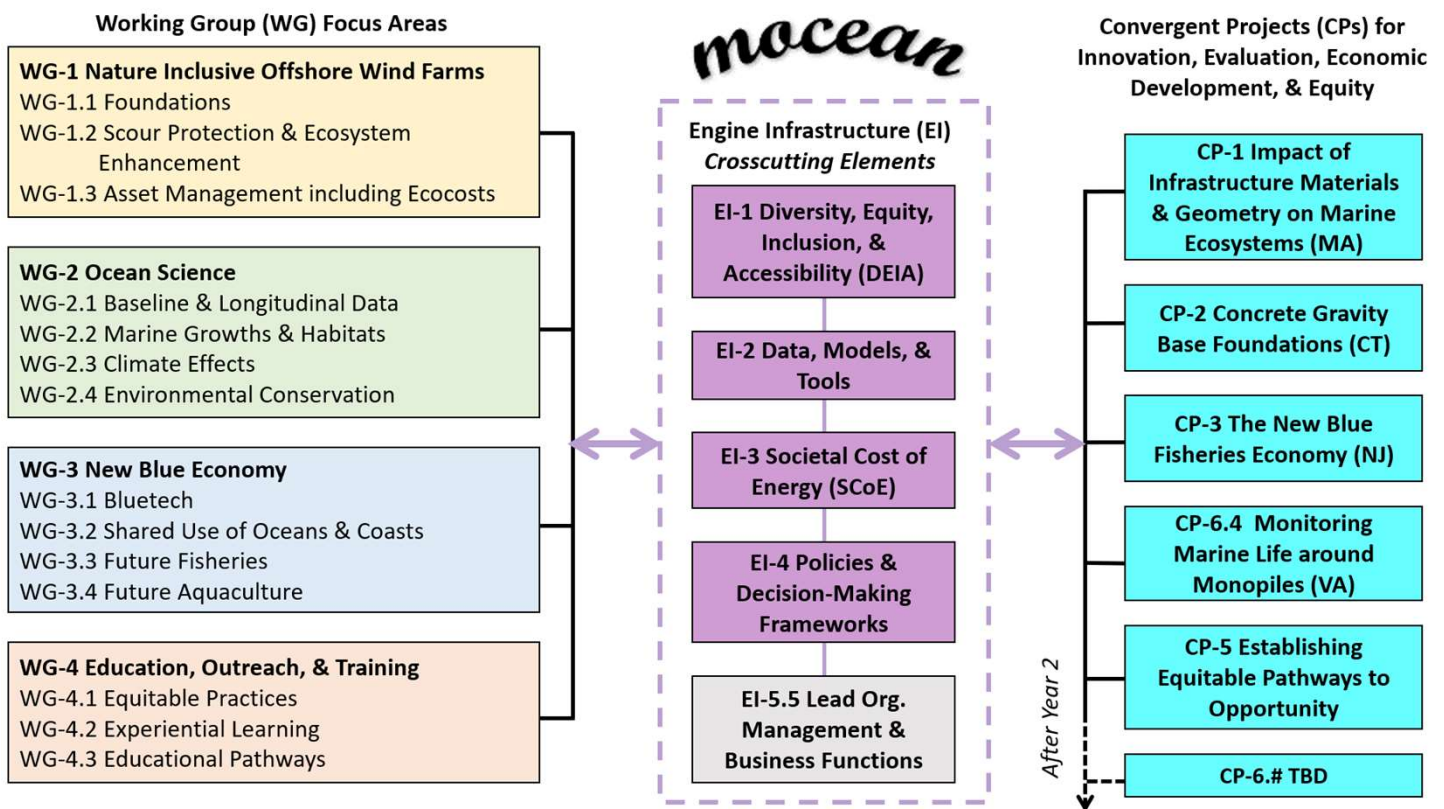 Working Group (WG) Focus Areas
WG-1 Nature Inclusive Offshore Wind Farms
WG-1.1 Foundations
WG-1.2 Scour Protection & Ecosystem
Enhancement
WG-1.3 Asset Management including Ecocosts
WG-2 Ocean Science
WG-2.1 Baseline & Longitudinal Data
WG-2.2 Marine Growths & Habitats
WG-2.3 Climate Effects
WG-2.4 Environmental Conservation
WG-3 New Blue Economy
WG-3.1 Bluetech
WG-3.2 Shared Use of Oceans & Coasts
WG-3.3 Future Fisheries
WG-3.4 Future Aquaculture
WG-4 Education, Outreach, & Training
WG-4.1 Equitable Practices
WG-4.2 Experiential Learning
WG-4.3 Educational Pathways
mocean
Engine Infrastructure (EI)
Crosscutting Elements
EI-1 Diversity, Equity,
Inclusion, &
Accessibility (DEIA)
EI-2 Data, Models, &
Tools
EI-3 Societal Cost of
Energy (SCoE)
EI-4 Policies &
Decision-Making
Frameworks
EI-5.5 Lead Org.
Management &
Business Functions
Convergent Projects (CPs) for
Innovation, Evaluation, Economic
Development, & Equity
CP-1 Impact of
Infrastructure Materials
& Geometry on Marine
Ecosystems (MA)
CP-2 Concrete Gravity
Base Foundations (CT)
CP-3 The New Blue
Fisheries Economy (NJ)
CP-6.4 Monitoring
Marine Life around
Monopiles (VA)
CP-5 Establishing
Equitable Pathways to
Opportunity
After Year 2
CP-6.# TBD